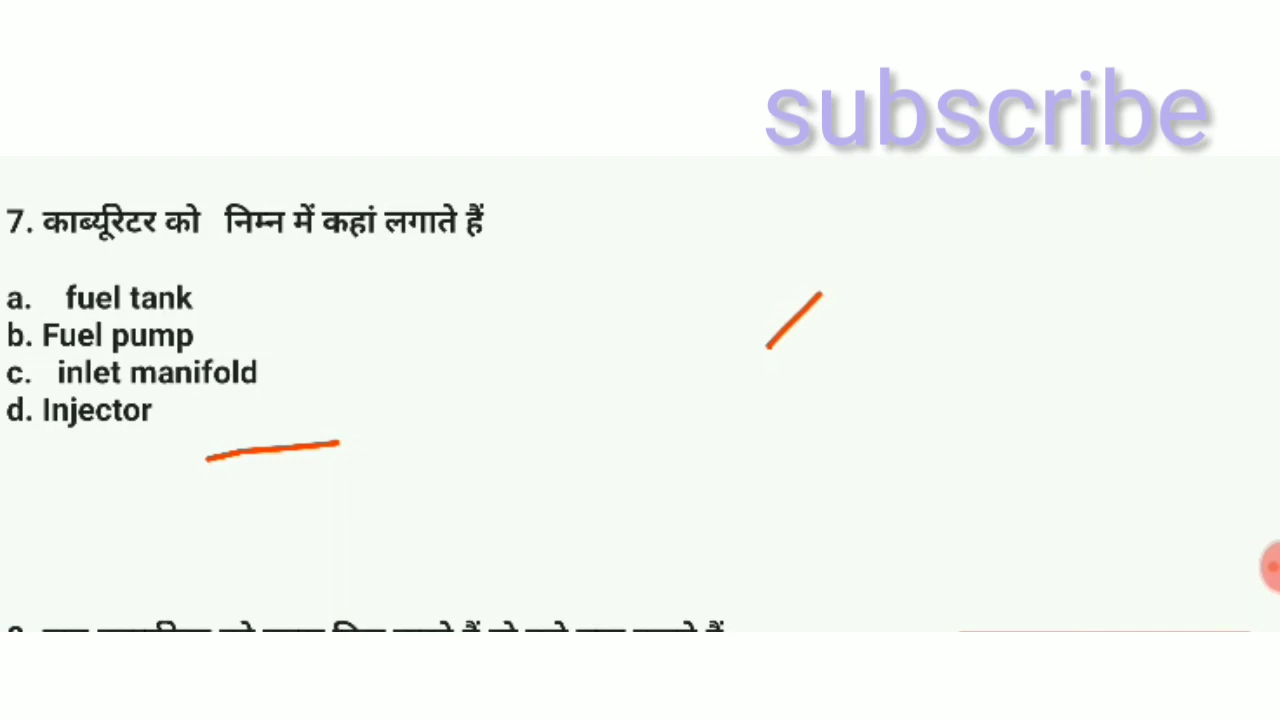 subscribe
7. कार्ब्यूरेटर को निम्न में कहां लगाते हैं
a. fuel tank
b. Fuel pump
c. inlet manifold
d. Injector